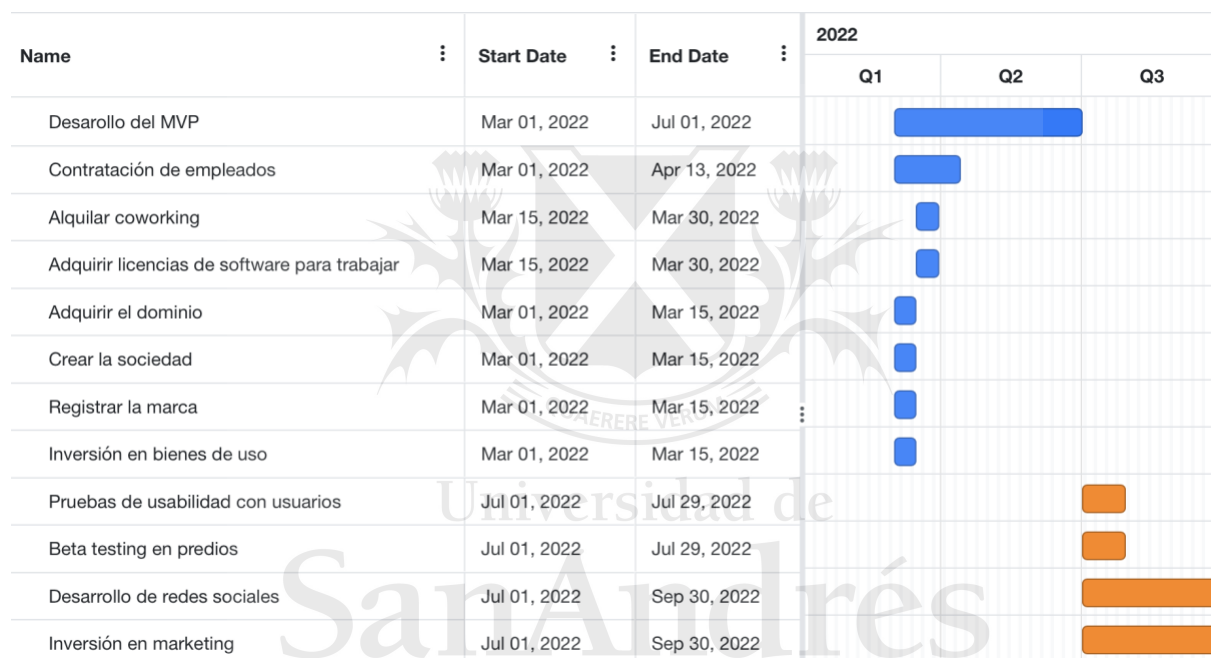 2022
Name Start Date End Date
Q1 Q2 Q3
Desarollo del MVP Mar 01, 2022 Jul 01, 2022
Contratación de empleados Mar 01, 2022 Apr 13, 2022
Alquilar coworking Mar 15, 2022 Mar 30, 2022
Adquirir licencias de software para trabajar Mar 15, 2022 Mar 30, 2022
Adquirir el dominio Mar 01, 2022 Mar 15, 2022
Crear la sociedad Mar 01, 2022 Mar 15, 2022
Registrar la marca Mar 01, 2022 Mar 15, 2022
QUAERERE VERUM
Inversión en bienes de uso Mar 01, 2022 Mar 15, 2022
Pruebas de usabilidad con usuarios Jul 01, 2022 Jul 29, 2022
Universidad de
Beta testing en predios Jul 01, 2022 Jul 29, 2022
Desarrollo de redes sociales Jul 01, 2022 Sep 30, 2022
SanAndrés
Inversión en marketing Jul 01, 2022 Sep 30, 2022